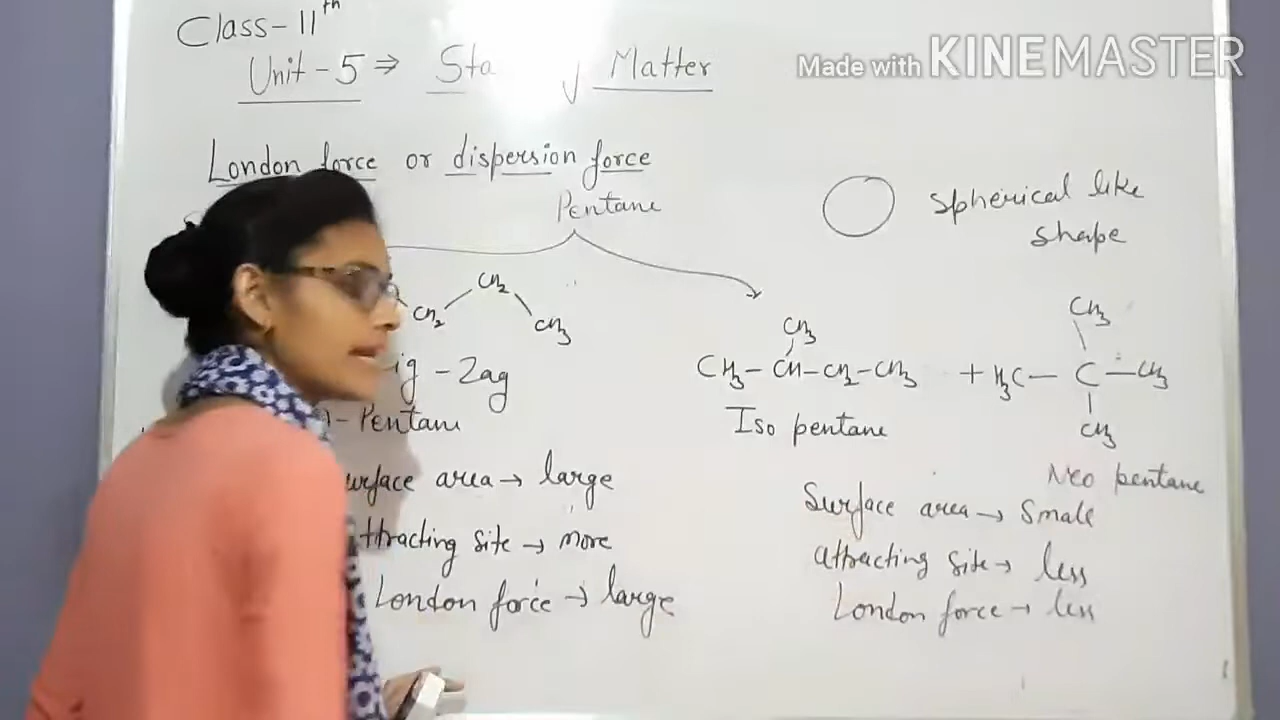 Class-11th
Unit-5 ⇒ Sta Matter
Made with KINEMASTER
London force or dispersion force
Pentane
Spherical like
shape
CH2
CH2
CH3
CH3
CH3-CH-CH2-CH3
CH3
+ H3C-C-CH3
CH3
ig-Zag
-Pentane
Iso pentane
Neo pentane
urface area → large
ttracting site → more
London force → large
Surface area → Small
attracting site → less
London force → less